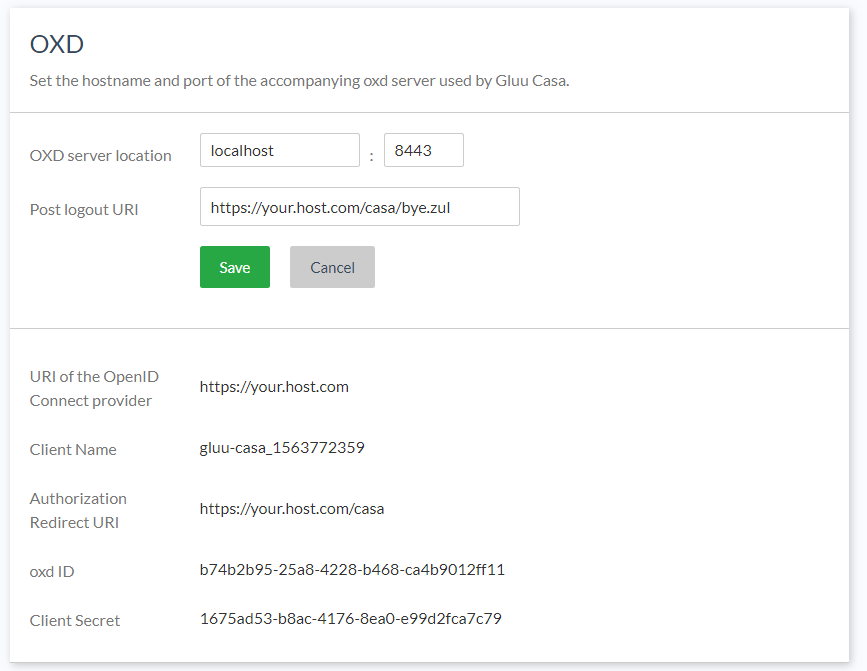 OXD
Set the hostname and port of the accompanying oxd server used by Gluu Casa.
OXD server location localhost : 8443
Post logout URI https://your.host.com/casa/bye.zul
Save Cancel
URI of the OpenID
Connect provider https://your.host.com
Client Name gluu-casa_1563772359
Authorization
Redirect URI https://your.host.com/casa
oxd ID b74b2b95-25a8-4228-b468-ca4b9012ff11
Client Secret 1675ad53-b8ac-4176-8ea0-e99d2fca7c79